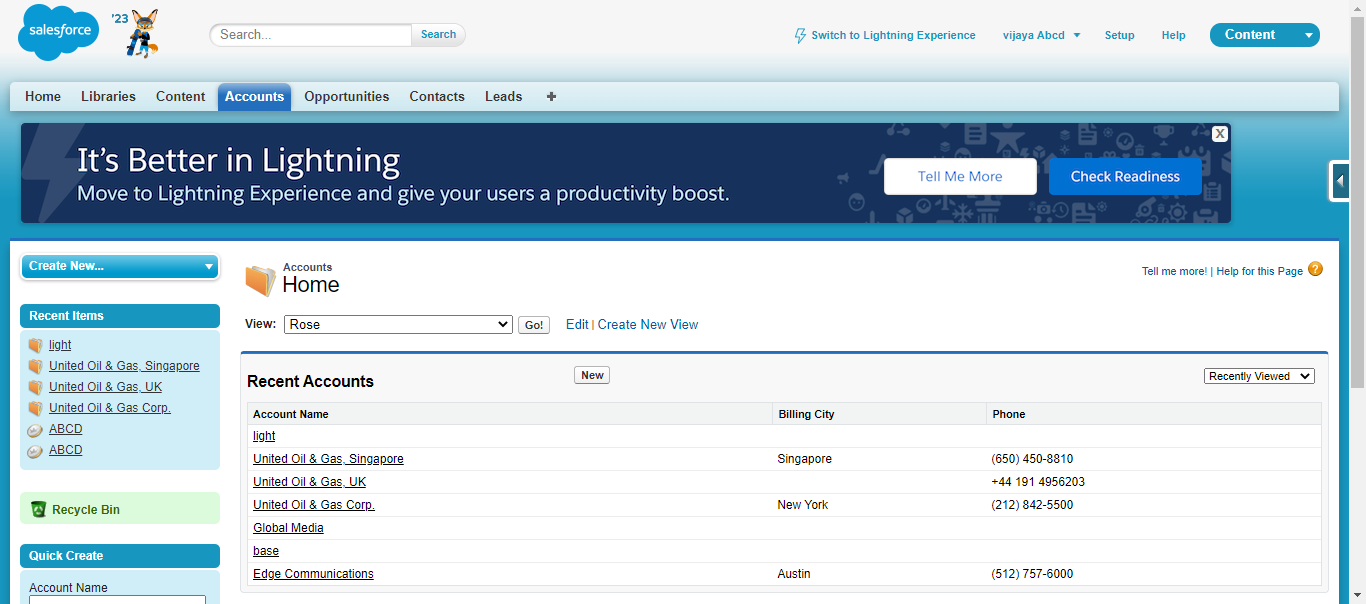 salesforce '23
Search... Search
Switch to Lightning Experience vijaya Abcd Setup Help Content
Home Libraries Content Accounts Opportunities Contacts Leads +
It's Better in Lightning
Move to Lightning Experience and give your users a productivity boost.
Tell Me More Check Readiness X
Create New...
Recent Items
light
United Oil & Gas, Singapore
United Oil & Gas, UK
United Oil & Gas Corp.
ABCD
ABCD
Recycle Bin
Quick Create
Account Name
Accounts
Home
Tell me more! | Help for this Page ?
View: Rose Go! Edit | Create New View
Recent Accounts New Recently Viewed
Account Name Billing City Phone
light
United Oil & Gas, Singapore Singapore (650) 450-8810
United Oil & Gas, UK +44 191 4956203
United Oil & Gas Corp. New York (212) 842-5500
Global Media
base
Edge Communications Austin (512) 757-6000